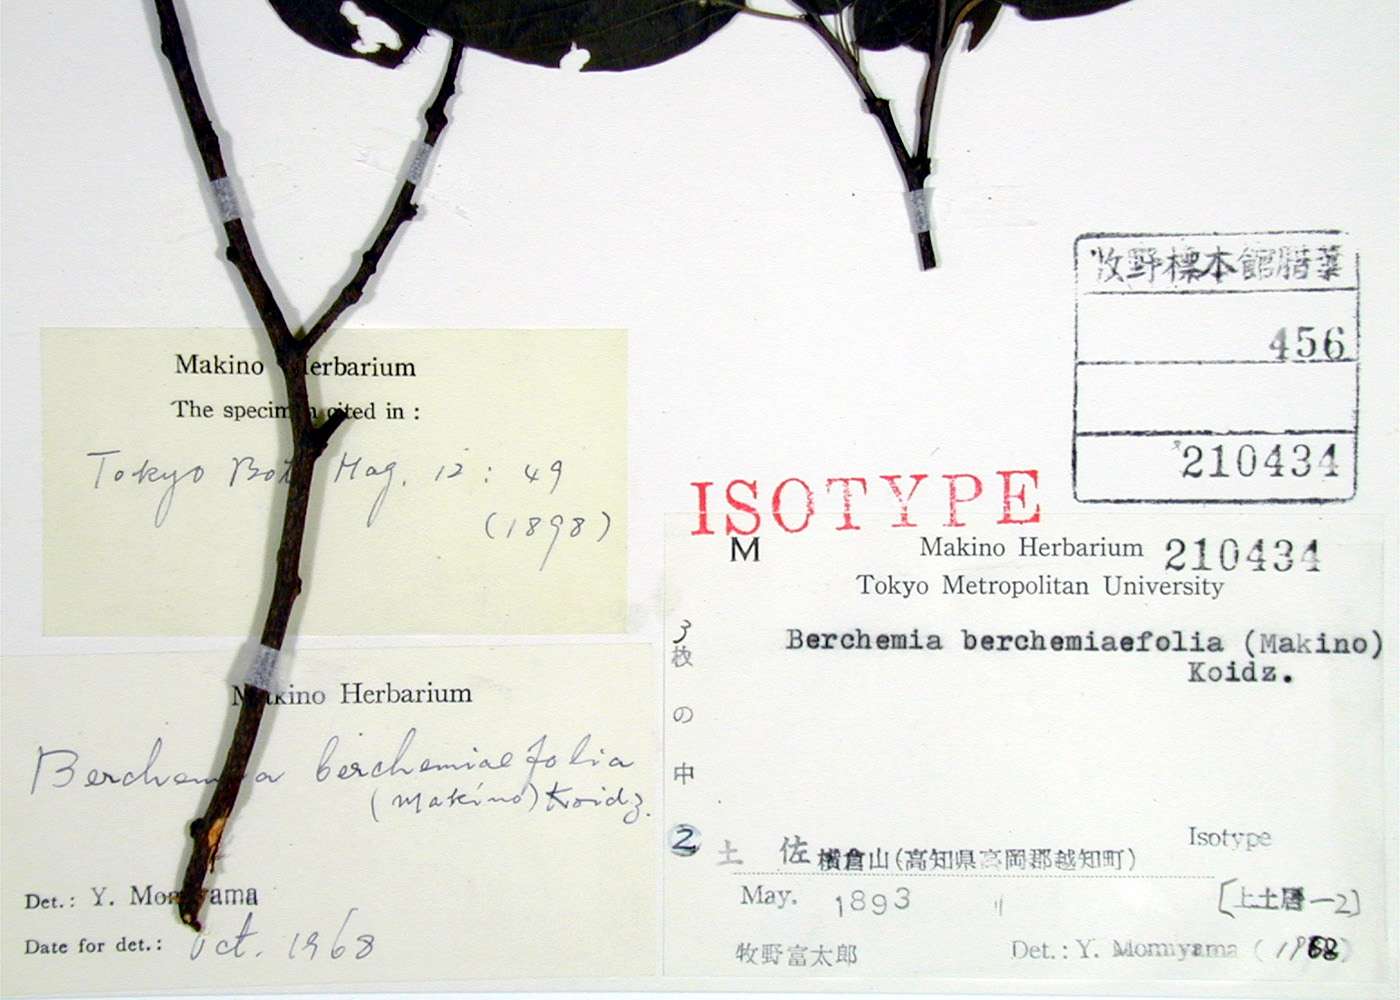 牧野標本館腊葉
456
210434
Makino Herbarium
The specimen cited in :
Tokyo Bot. Mag. 12 : 49
(1898)
ISOTYPE
M
Makino Herbarium 210434
Tokyo Metropolitan University
Berchemia berchemiaefolia (Makino)
Koidz.
3枚の中
2
土佐 横倉山(高知県高岡郡越知町)
Isotype
May. 1893
[上土層一2]
牧野富太郎
Det.: Y. Momiyama (1968)
Makino Herbarium
Berchemia berchemiaefolia
(Makino) Koidz.
Det.: Y. Momiyama
Date for det.: Oct. 1968